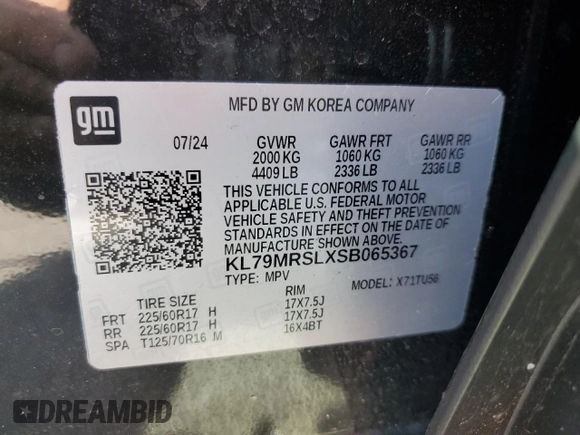 gm
MFD BY GM KOREA COMPANY
07/24 GVWR GAWR FRT GAWR RR
2000 KG 1060 KG 1060 KG
4409 LB 2336 LB 2336 LB
THIS VEHICLE CONFORMS TO ALL
APPLICABLE U.S. FEDERAL MOTOR
VEHICLE SAFETY AND THEFT PREVENTION
STANDARDS IN EFFECT ON THE DATE OF
MANUFACTURE SHOWN ABOVE.
KL79MRSLXSB065367
TYPE: MPV MODEL: X71TU56
TIRE SIZE RIM
FRT 225/60R17 H 17X7.5J
RR 225/60R17 H 17X7.5J
SPA T125/70R16 M 16X4BT
DREAMBID